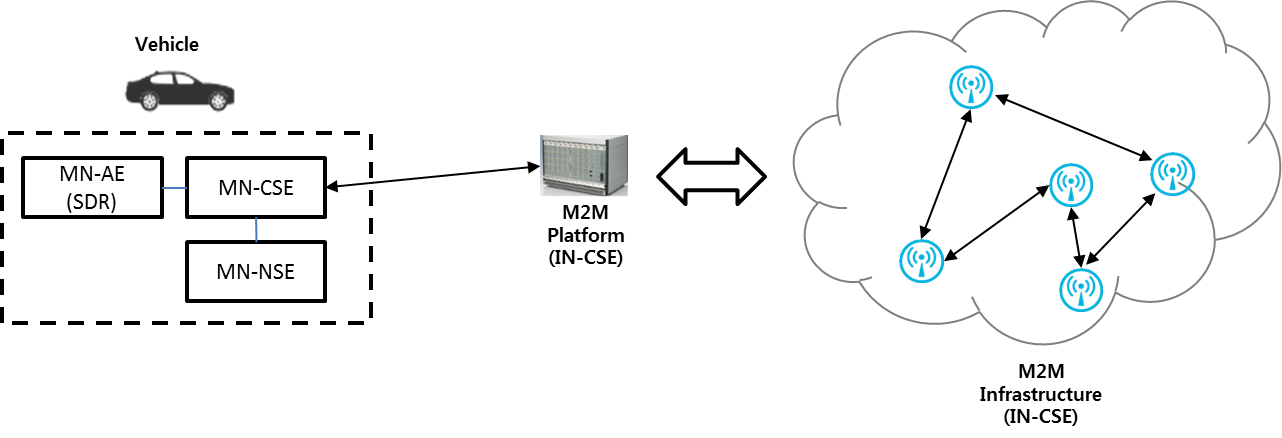 Vehicle
MN-AE
(SDR)
MN-CSE
MN-NSE
M2M
Platform
(IN-CSE)
M2M
Infrastructure
(IN-CSE)